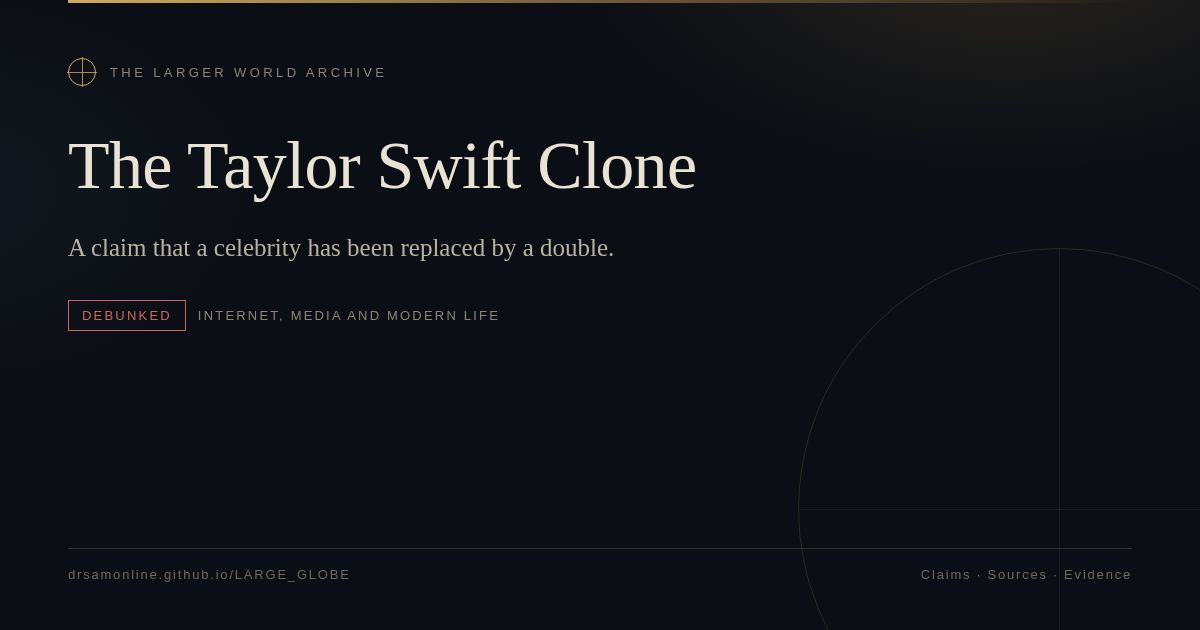 THE LARGER WORLD ARCHIVE
The Taylor Swift Clone
A claim that a celebrity has been replaced by a double.
DEBUNKED INTERNET, MEDIA AND MODERN LIFE
drsamonline.github.io/LARGE_GLOBE
Claims · Sources · Evidence